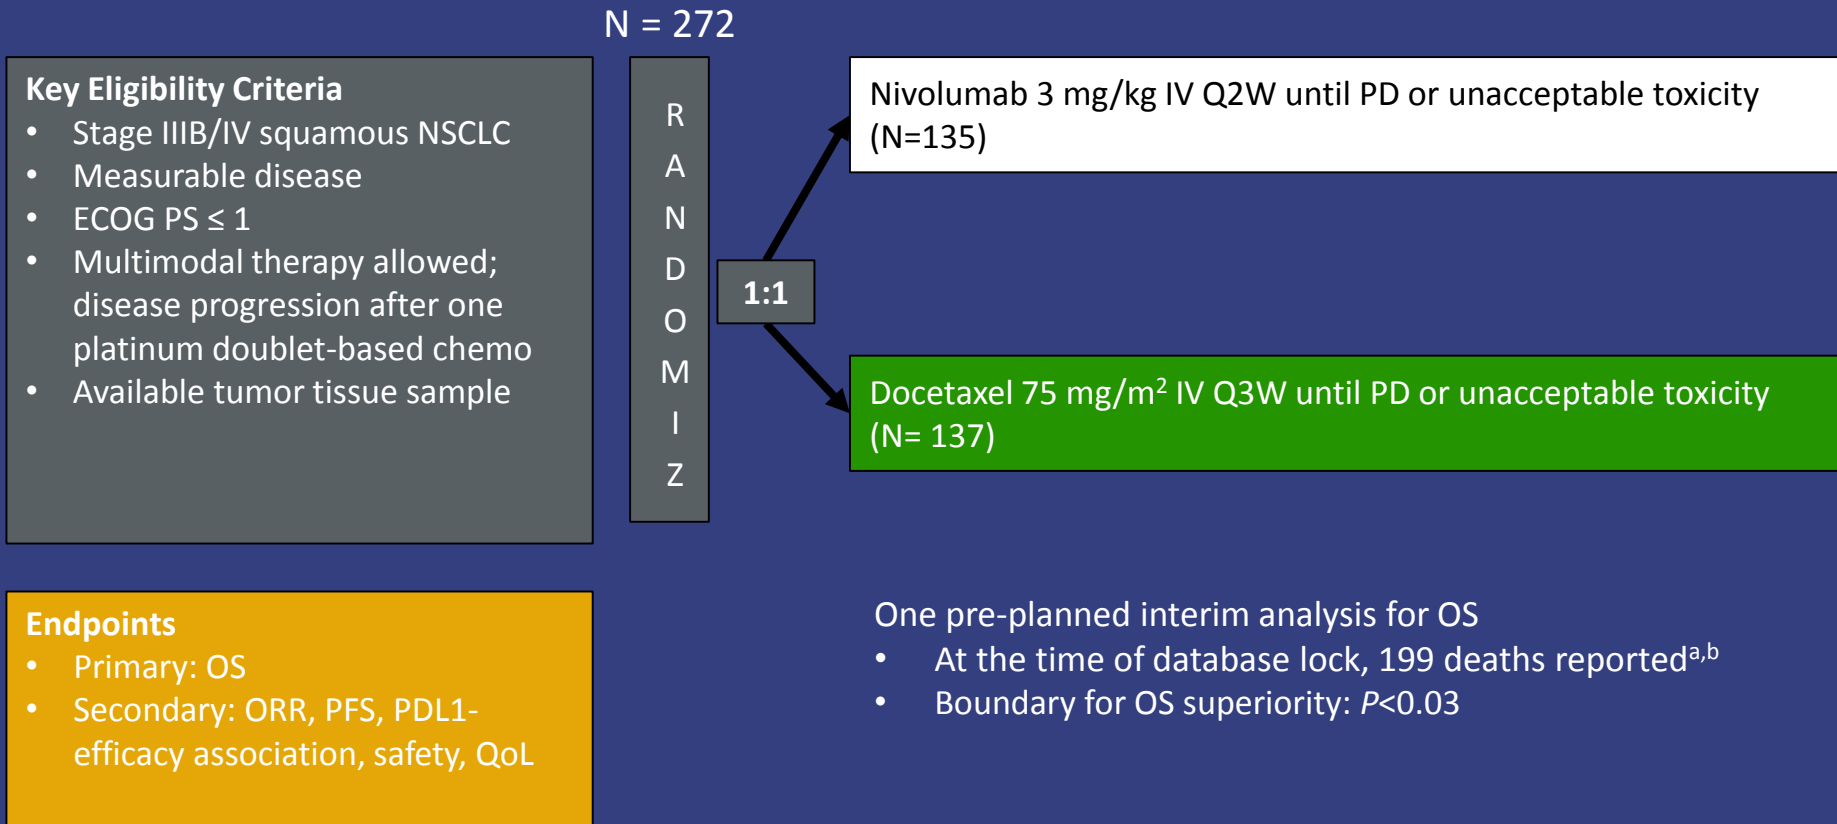 N = 272
Key Eligibility Criteria
• Stage IIIB/IV squamous NSCLC
• Measurable disease
• ECOG PS ≤ 1
• Multimodal therapy allowed;
disease progression after one
platinum doublet-based chemo
• Available tumor tissue sample
R
A
N
D
O
M
I
Z
1:1
Nivolumab 3 mg/kg IV Q2W until PD or unacceptable toxicity
(N=135)
Docetaxel 75 mg/m² IV Q3W until PD or unacceptable toxicity
(N= 137)
Endpoints
• Primary: OS
• Secondary: ORR, PFS, PDL1-
efficacy association, safety, QoL
One pre-planned interim analysis for OS
• At the time of database lock, 199 deaths reportedᵃ,ᵇ
• Boundary for OS superiority: P<0.03